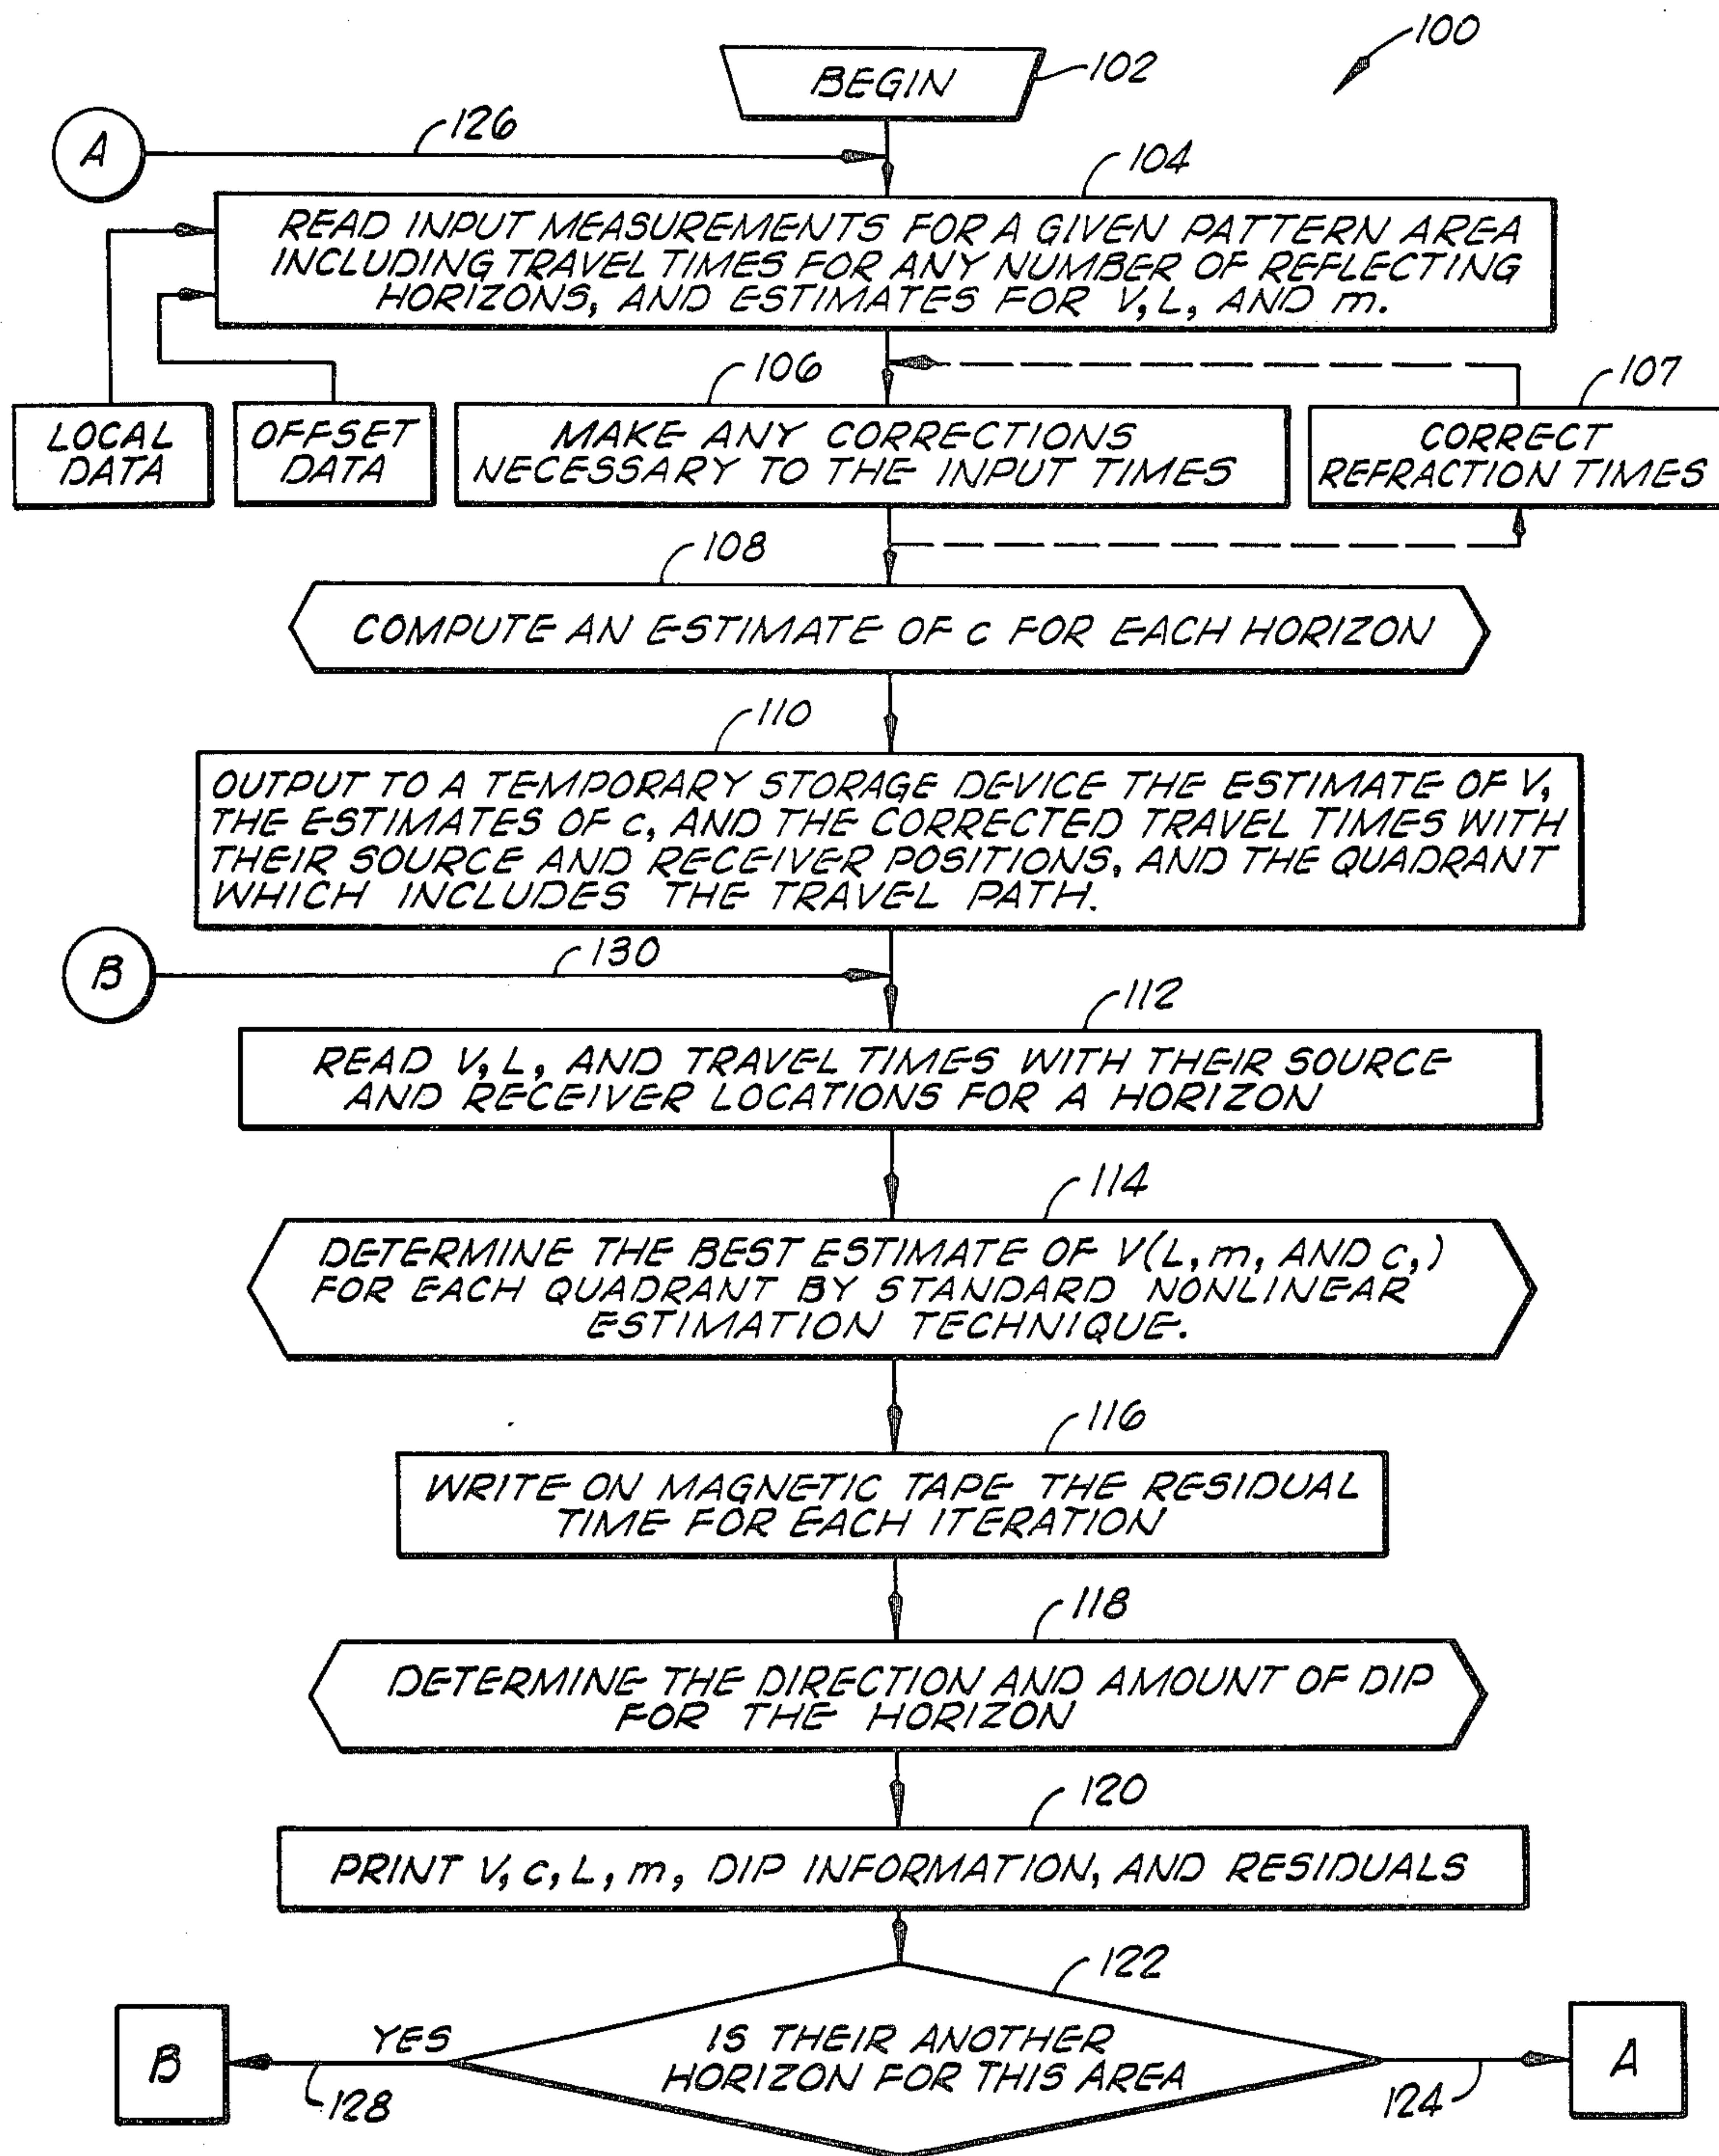 100
BEGIN
102
A
126
104
READ INPUT MEASUREMENTS FOR A GIVEN PATTERN AREA
INCLUDING TRAVEL TIMES FOR ANY NUMBER OF REFLECTING
HORIZONS, AND ESTIMATES FOR V, L, AND m.
106
107
LOCAL
DATA
OFFSET
DATA
MAKE ANY CORRECTIONS
NECESSARY TO THE INPUT TIMES
CORRECT
REFRACTION TIMES
108
COMPUTE AN ESTIMATE OF c FOR EACH HORIZON
110
OUTPUT TO A TEMPORARY STORAGE DEVICE THE ESTIMATE OF V,
THE ESTIMATES OF c, AND THE CORRECTED TRAVEL TIMES WITH
THEIR SOURCE AND RECEIVER POSITIONS, AND THE QUADRANT
WHICH INCLUDES THE TRAVEL PATH.
B
130
112
READ V, L, AND TRAVEL TIMES WITH THEIR SOURCE
AND RECEIVER LOCATIONS FOR A HORIZON
114
DETERMINE THE BEST ESTIMATE OF V(L, m, AND c,)
FOR EACH QUADRANT BY STANDARD NONLINEAR
ESTIMATION TECHNIQUE.
116
WRITE ON MAGNETIC TAPE THE RESIDUAL
TIME FOR EACH ITERATION
118
DETERMINE THE DIRECTION AND AMOUNT OF DIP
FOR THE HORIZON
120
PRINT V, c, L, m, DIP INFORMATION, AND RESIDUALS
122
B
YES
128
IS THEIR ANOTHER
HORIZON FOR THIS AREA
124
A